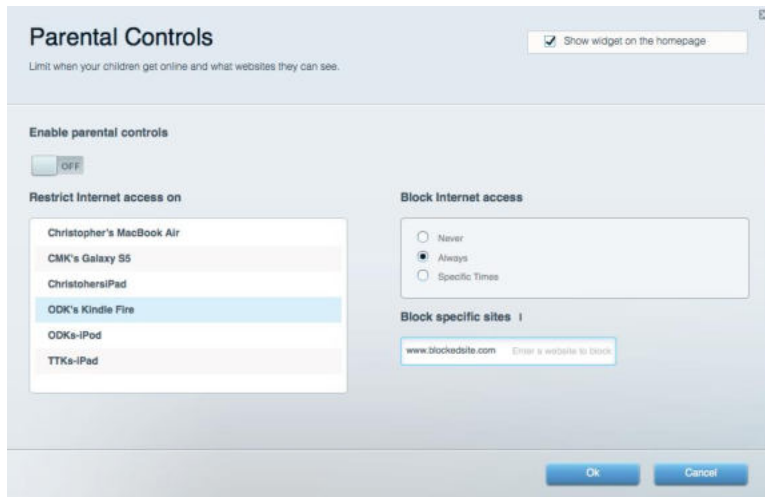 Parental Controls
Show widget on the homepage
Limit when your children get online and what websites they can see.
Enable parental controls
OFF
Restrict Internet access on
Christopher's MacBook Air
CMK's Galaxy S5
ChristohersiPad
ODK's Kindle Fire
ODKs-iPod
TTKs-iPad
Block Internet access
Never
Always
Specific Times
Block specific sites
www.blockedsite.com Enter a website to block
Ok
Cancel